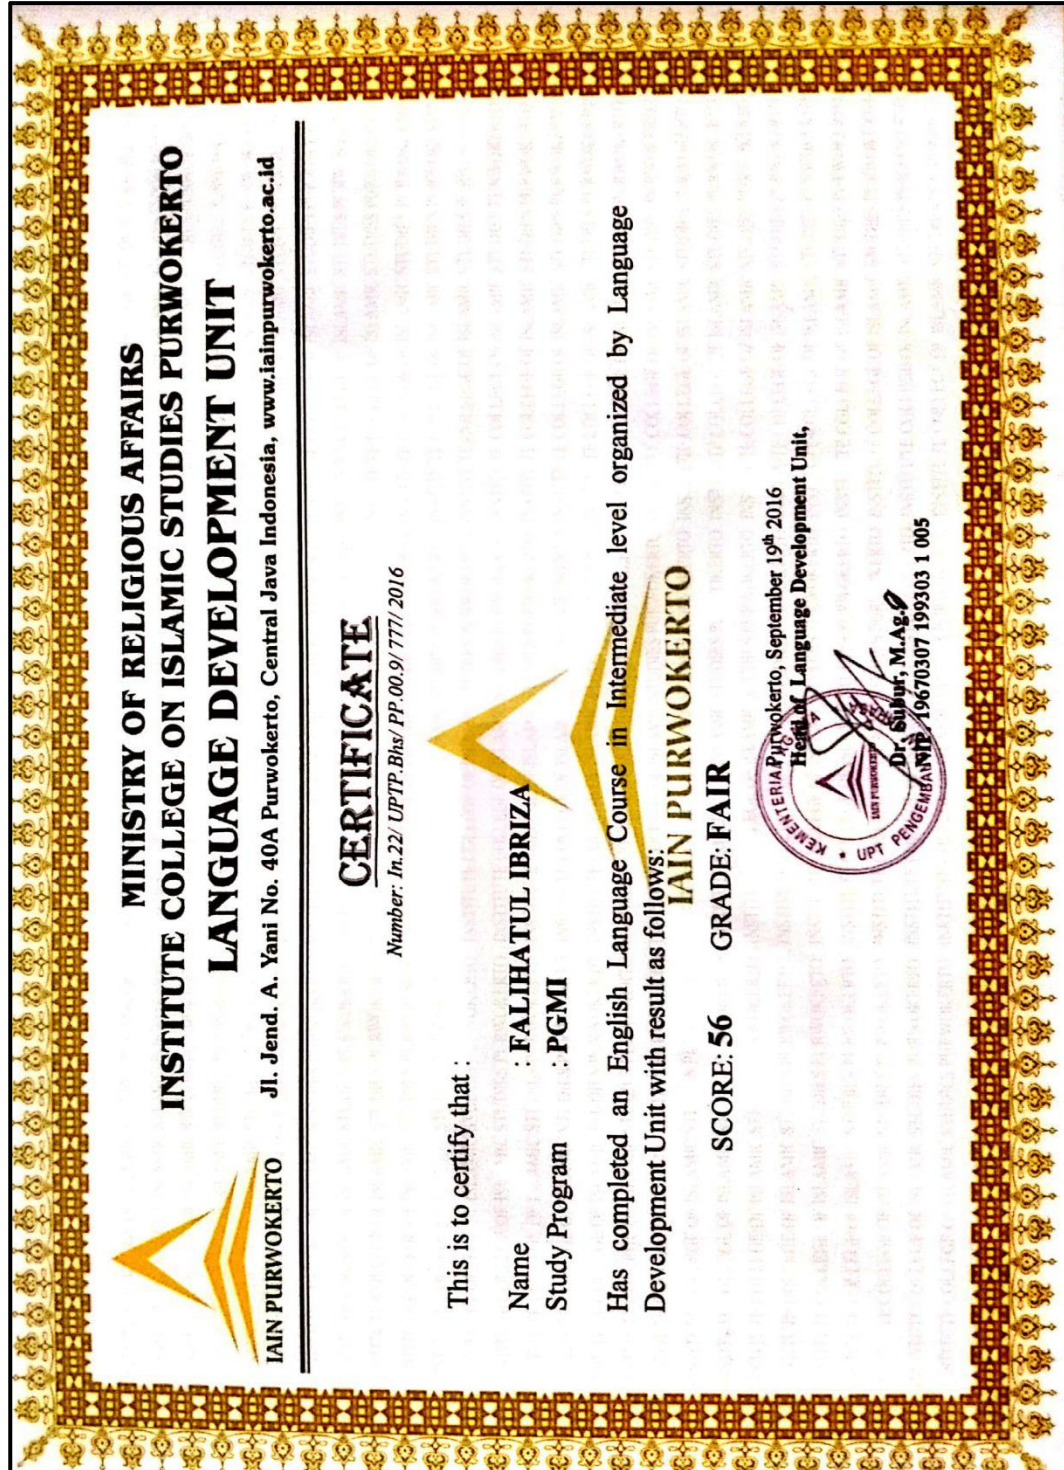 MINISTRY OF RELIGIOUS AFFAIRS
INSTITUTE COLLEGE ON ISLAMIC STUDIES PURWOKERTO
LANGUAGE DEVELOPMENT UNIT
IAIN PURWOKERTO
Jl. Jend. A. Yani No. 40A Purwokerto, Central Java Indonesia, www.iainpurwokerto.ac.id
CERTIFICATE
Number: In.22/ UPTP.Bhs/ PP.00.9/ 777/ 2016
This is to certify that :
Name : FALIHATUL IBRIZA
Study Program : PGMI
Has completed an English Language Course in Intermediate level organized by Language
Development Unit with result as follows:
IAIN PURWOKERTO
SCORE: 56 GRADE: FAIR
Purwokerto, September 19th 2016
Head of Language Development Unit,
KEMENTERIA
IAIN PURWOKERTO
UPT PENGEMBA
Dr. Subur, M.Ag.
NIP. 19670307 199303 1 005